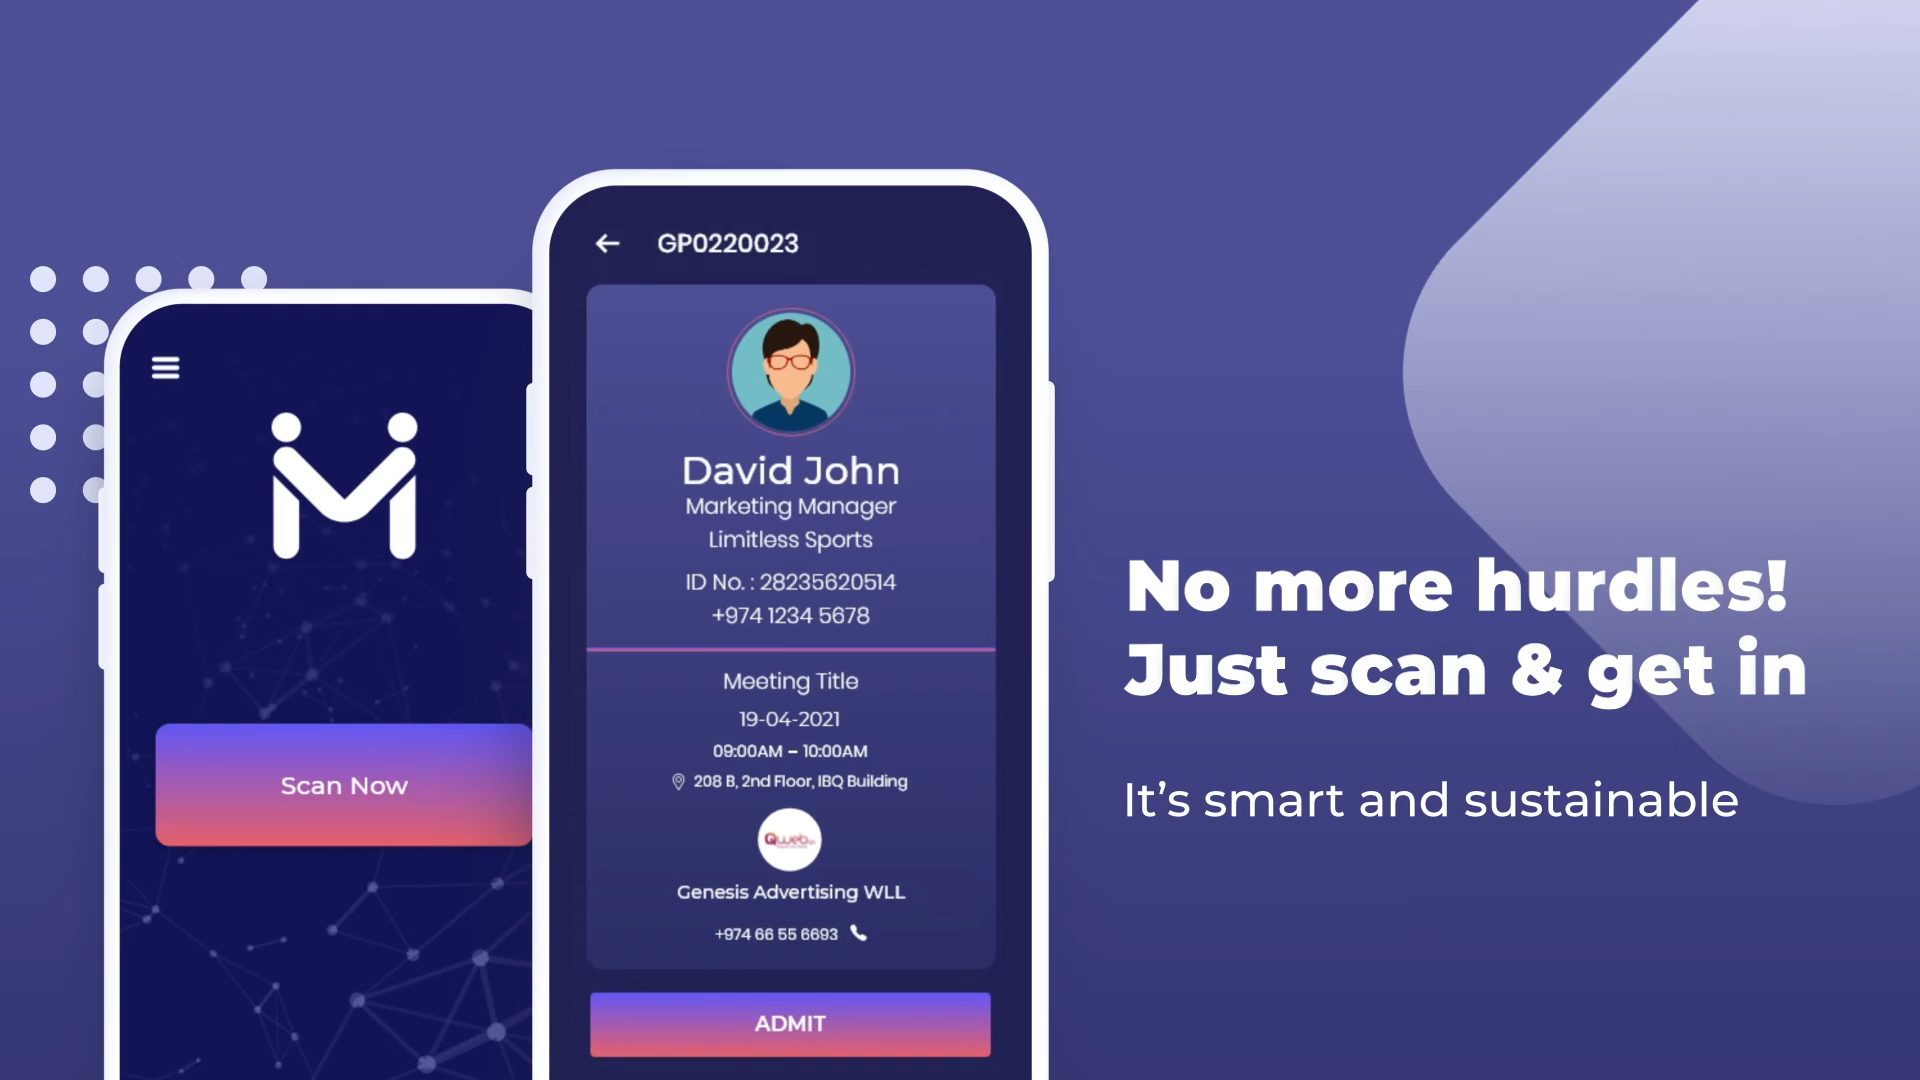 GP0220023
David John
Marketing Manager
Limitless Sports
ID No. : 28235620514
+974 1234 5678
Meeting Title
19-04-2021
09:00AM – 10:00AM
208 B, 2nd Floor, IBQ Building
Qweb
Genesis Advertising WLL
+974 66 55 6693
ADMIT
Scan Now
No more hurdles!
Just scan & get in
It’s smart and sustainable